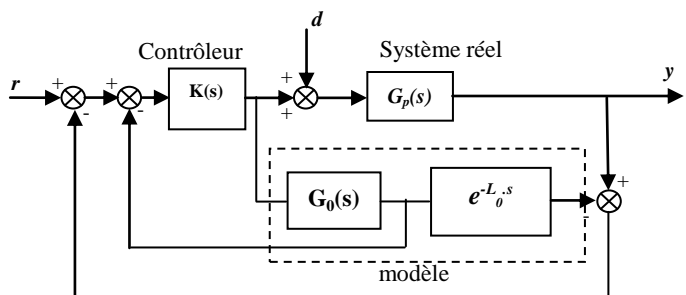 Contrôleur
d
Système réel
r
+
-
+
-
K(s)
+
+
G_p(s)
y
G_0(s)
e^{-L_0.s}
+
-
modèle